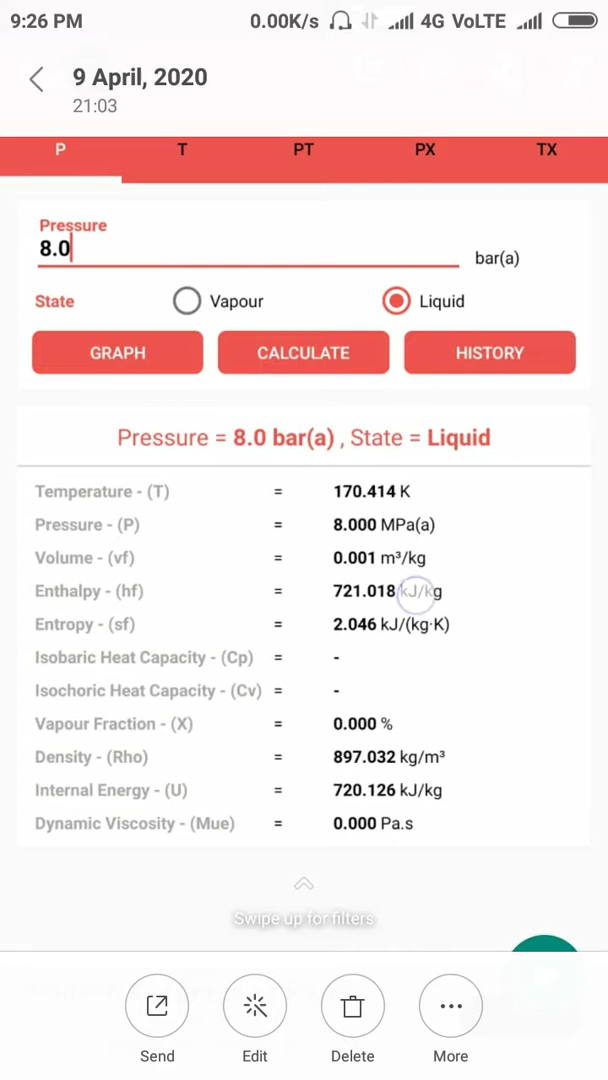 9:26 PM 0.00K/s 4G VoLTE
9 April, 2020
21:03
P T PT PX TX
Pressure
8.0 bar(a)
State Vapour Liquid
GRAPH CALCULATE HISTORY
Pressure = 8.0 bar(a) , State = Liquid
Temperature - (T) = 170.414 K
Pressure - (P) = 8.000 MPa(a)
Volume - (vf) = 0.001 m³/kg
Enthalpy - (hf) = 721.018 kJ/kg
Entropy - (sf) = 2.046 kJ/(kg·K)
Isobaric Heat Capacity - (Cp) = -
Isochoric Heat Capacity - (Cv) = -
Vapour Fraction - (X) = 0.000 %
Density - (Rho) = 897.032 kg/m³
Internal Energy - (U) = 720.126 kJ/kg
Dynamic Viscosity - (Mue) = 0.000 Pa.s
Swipe up for filters
Send Edit Delete More